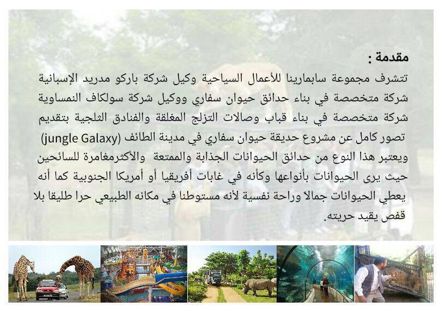 مقدمة :
تتشرف مجموعة سابمارينا للأعمال السياحية وكيل شركة باركو مدريد الإسبانية
شركة متخصصة في بناء حدائق حيوان سفاري ووكيل شركة سولكاف النمساوية
شركة متخصصة في بناء قباب وصالات التزلج المغلقة والفنادق الثلجية بتقديم
تصور كامل عن مشروع حديقة حيوان سفاري في مدينة الطائف (jungle Galaxy)
ويعتبر هذا النوع من حدائق الحيوانات الجذابة والممتعة والأكثرمغامرة للسائحين
حيث يرى الحيوانات بأنواعها وكأنه في غابات أفريقيا أو أمريكا الجنوبية كما أنه
يعطي الحيوانات جمالا وراحة نفسية لأنه مستوطنا في مكانه الطبيعي حرا طليقا بلا
قفص يقيد حريته.